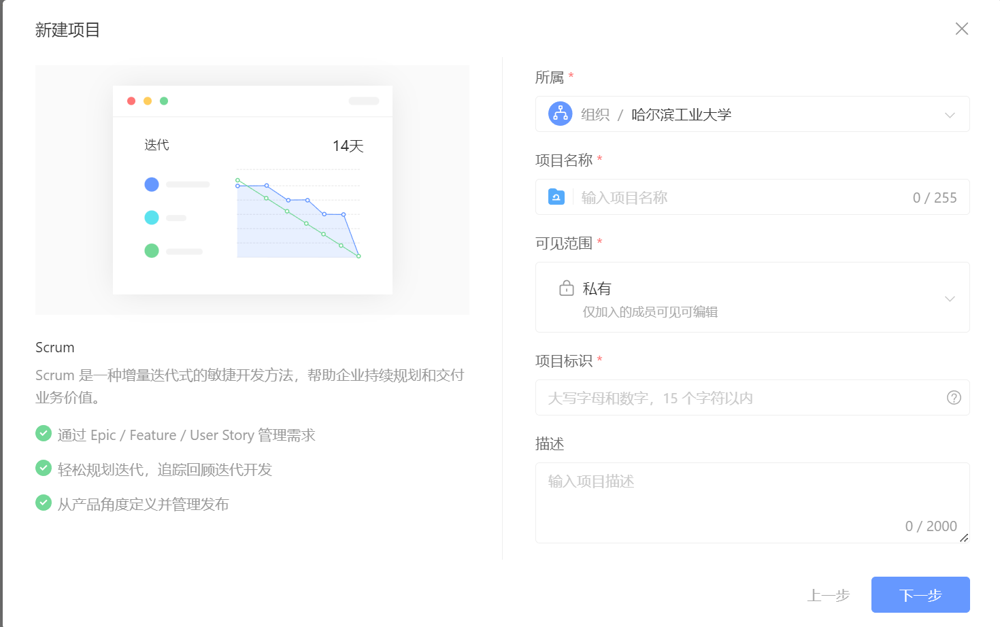 新建项目
迭代
14天
Scrum
Scrum 是一种增量迭代式的敏捷开发方法，帮助企业持续规划和交付
业务价值。
通过 Epic / Feature / User Story 管理需求
轻松规划迭代，追踪回顾迭代开发
从产品角度定义并管理发布
所属 *
组织 / 哈尔滨工业大学
项目名称 *
输入项目名称
0 / 255
可见范围 *
私有
仅加入的成员可见可编辑
项目标识 *
大写字母和数字，15 个字符以内
描述
输入项目描述
0 / 2000
上一步
下一步